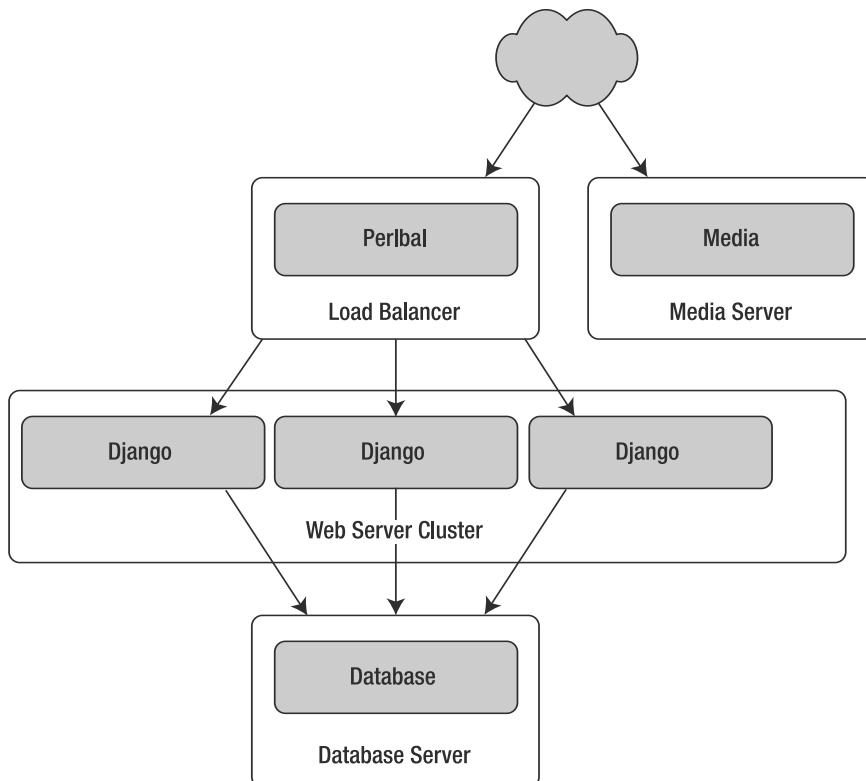 Perlbal
Media
Load Balancer
Media Server
Django
Django
Django
Web Server Cluster
Database
Database Server